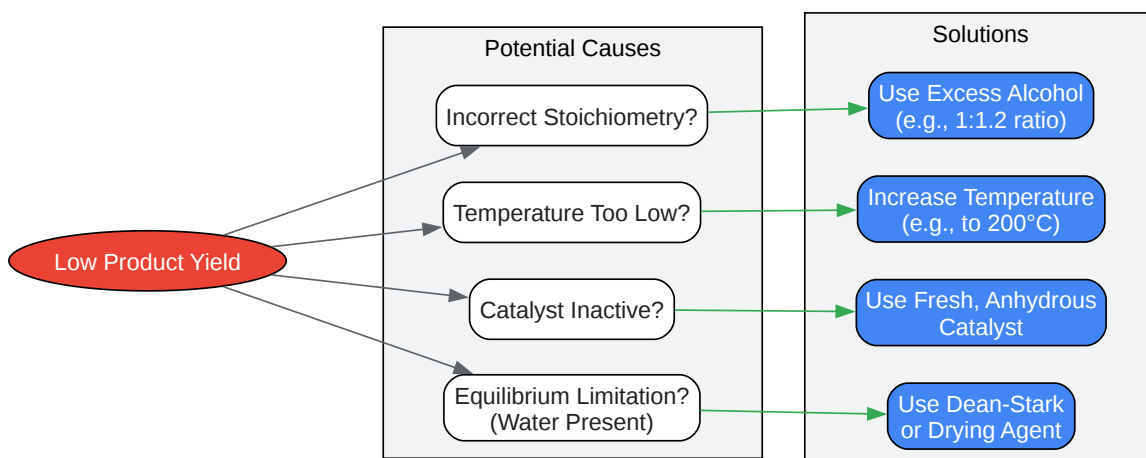 Low Product Yield
Potential Causes
Incorrect Stoichiometry?
Temperature Too Low?
Catalyst Inactive?
Equilibrium Limitation?
(Water Present)
Solutions
Use Excess Alcohol
(e.g., 1:1.2 ratio)
Increase Temperature
(e.g., to 200°C)
Use Fresh, Anhydrous
Catalyst
Use Dean-Stark
or Drying Agent